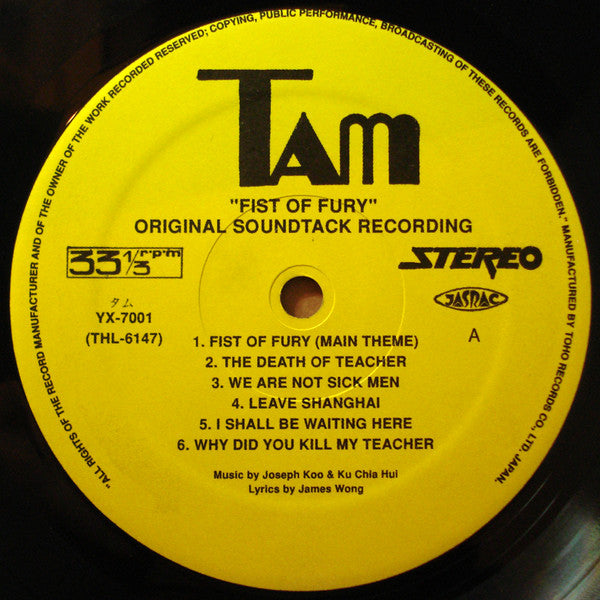 "ALL RIGHTS OF THE RECORD MANUFACTURER AND OF THE OWNER OF THE WORK RECORDED RESERVED; COPYING, PUBLIC PERFORMANCE, BROADCASTING OF THESE RECORDS ARE FORBIDDEN." MANUFACTURED BY TOHO RECORDS CO., LTD. JAPAN.
TAM
"FIST OF FURY"
ORIGINAL SOUNDTACK RECORDING
33 1/3 r·p·m
STEREO
タム
YX-7001
(THL-6147)
JASRAC
A
1. FIST OF FURY (MAIN THEME)
2. THE DEATH OF TEACHER
3. WE ARE NOT SICK MEN
4. LEAVE SHANGHAI
5. I SHALL BE WAITING HERE
6. WHY DID YOU KILL MY TEACHER
Music by Joseph Koo & Ku Chia Hui
Lyrics by James Wong